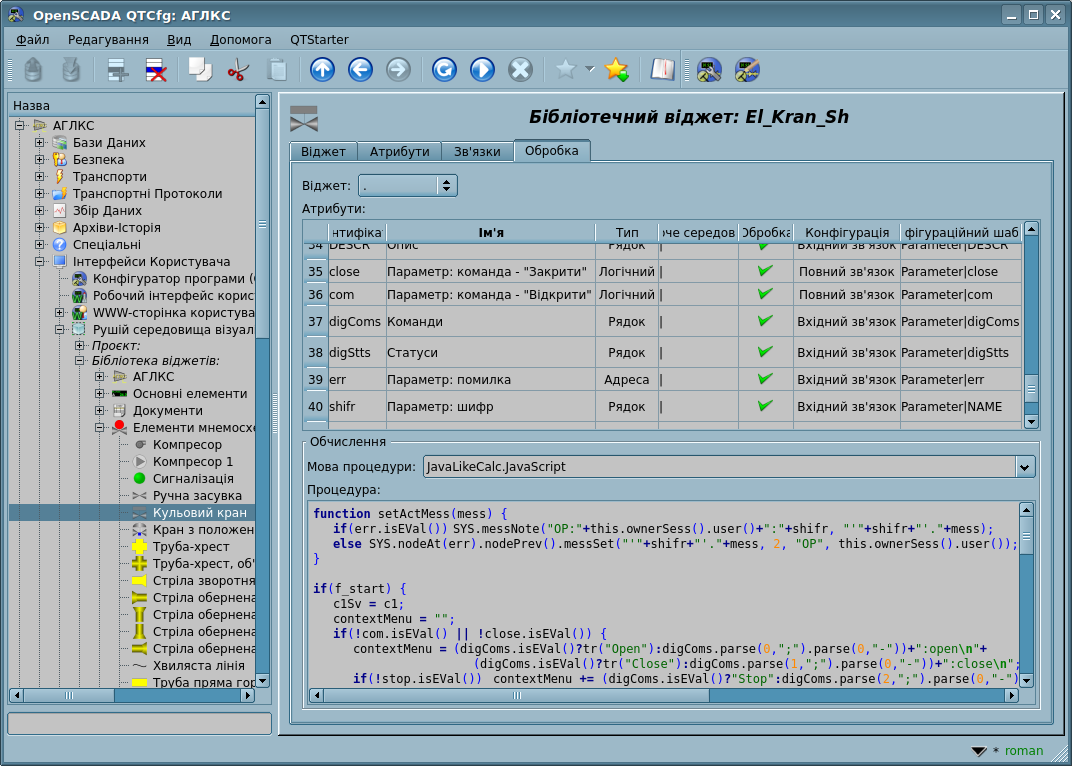 OpenSCADA QTCfg: АГЛКС
Файл Редагування Вид Допомога QTStarter
Назва
АГЛКС
Бази Даних
Безпека
Транспорти
Транспортні Протоколи
Збір Даних
Архіви-Історія
Спеціальні
Інтерфейси Користувача
Конфігуратор програми (
Робочий інтерфейс корис
WWW-сторінка користува
Рушій середовища візуал
Проєкт:
Бібліотека віджетів:
АГЛКС
Основні елементи
Документи
Елементи мнемосх
Компресор
Компресор 1
Сигналізація
Ручна засувка
Кульовий кран
Кран з положен
Труба-хрест
Труба-хрест, об'
Стріла зворотня
Стріла обернена
Стріла обернена
Стріла обернена
Стріла обернена
Хвиляста лінія
Труба пряма гор
Бібліотечний віджет: El_Kran_Sh
Віджет Атрибути Зв'язки Обробка
Віджет: .
Атрибути:
нтифіка Ім'я Тип че середов Обробка Конфігурація фігураційний шаб
34 DESCR Опис Рядок | Вхідний зв'язок Parameter|DESCR
35 close Параметр: команда - "Закрити" Логічний | Повний зв'язок Parameter|close
36 com Параметр: команда - "Відкрити" Логічний | Повний зв'язок Parameter|com
37 digComs Команди Рядок | Вхідний зв'язок Parameter|digComs
38 digStts Статуси Рядок | Вхідний зв'язок Parameter|digStts
39 err Параметр: помилка Адреса | Вхідний зв'язок Parameter|err
40 shifr Параметр: шифр Рядок | Вхідний зв'язок Parameter|NAME
Обчислення
Мова процедури: JavaLikeCalc.JavaScript
Процедура:
function setActMess(mess) {
if(err.isEVal()) SYS.messNote("OP:"+this.ownerSess().user()+":"+shifr, "'"+shifr+"'."+mess);
else SYS.nodeAt(err).nodePrev().messSet("'"+shifr+"'."+mess, 2, "OP", this.ownerSess().user());
}
if(f_start) {
c1Sv = c1;
contextMenu = "";
if(!com.isEVal() || !close.isEVal()) {
contextMenu = (digComs.isEVal()?tr("Open"):digComs.parse(0,";").parse(0,"-"))+":open\n"+
(digComs.isEVal()?tr("Close"):digComs.parse(1,";").parse(0,"-"))+":close\n";
if(!stop.isEVal()) contextMenu += (digComs.isEVal()?"Stop":digComs.parse(2,";").parse(0,"-")
* roman